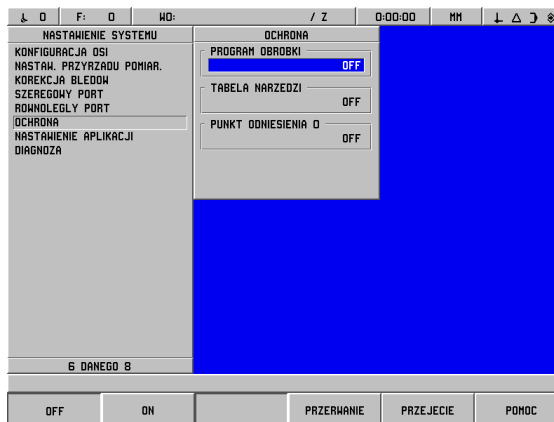 0 F: 0 WO: / Z 0:00:00 MM
NASTAWIENIE SYSTEMU
KONFIGURACJA OSI
NASTAW. PRZYRZADU POMIAR.
KOREKCJA BLEDOW
SZEREGOWY PORT
ROWNOLEGLY PORT
OCHRONA
NASTAWIENIE APLIKACJI
DIAGNOZA
6 DANEGO 8
OCHRONA
PROGRAM OBROBKI
OFF
TABELA NARZEDZI
OFF
PUNKT ODNIESIENIA O
OFF
OFF ON PRZERWANIE PRZEJECIE POMOC